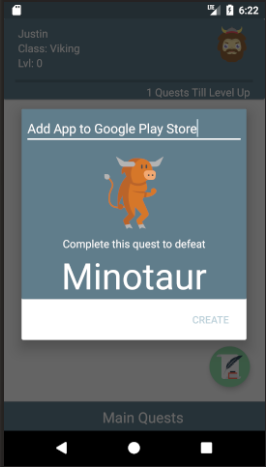 LTE 6:22
Justin
Class: Viking
Lvl: 0
1 Quests Till Level Up
Add App to Google Play Store
Complete this quest to defeat
Minotaur
CREATE
Main Quests